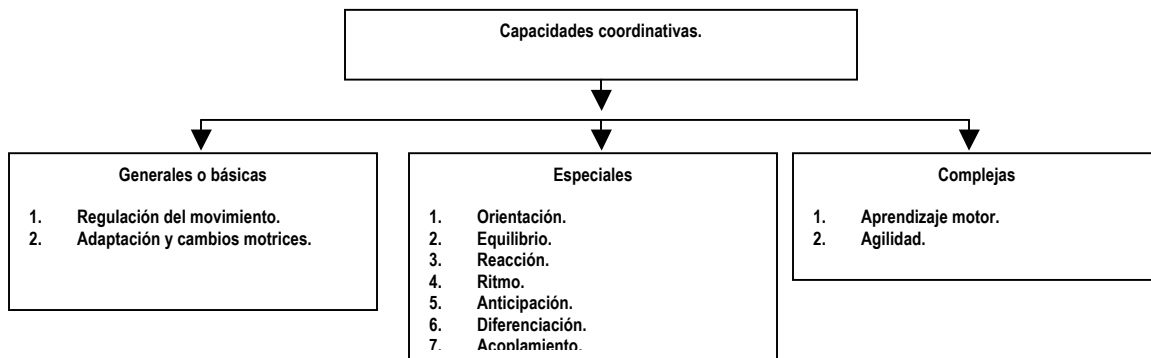 Capacidades coordinativas.
Generales o básicas
1. Regulación del movimiento.
2. Adaptación y cambios motrices.
Especiales
1. Orientación.
2. Equilibrio.
3. Reacción.
4. Ritmo.
5. Anticipación.
6. Diferenciación.
7. Acoplamiento.
Complejas
1. Aprendizaje motor.
2. Agilidad.